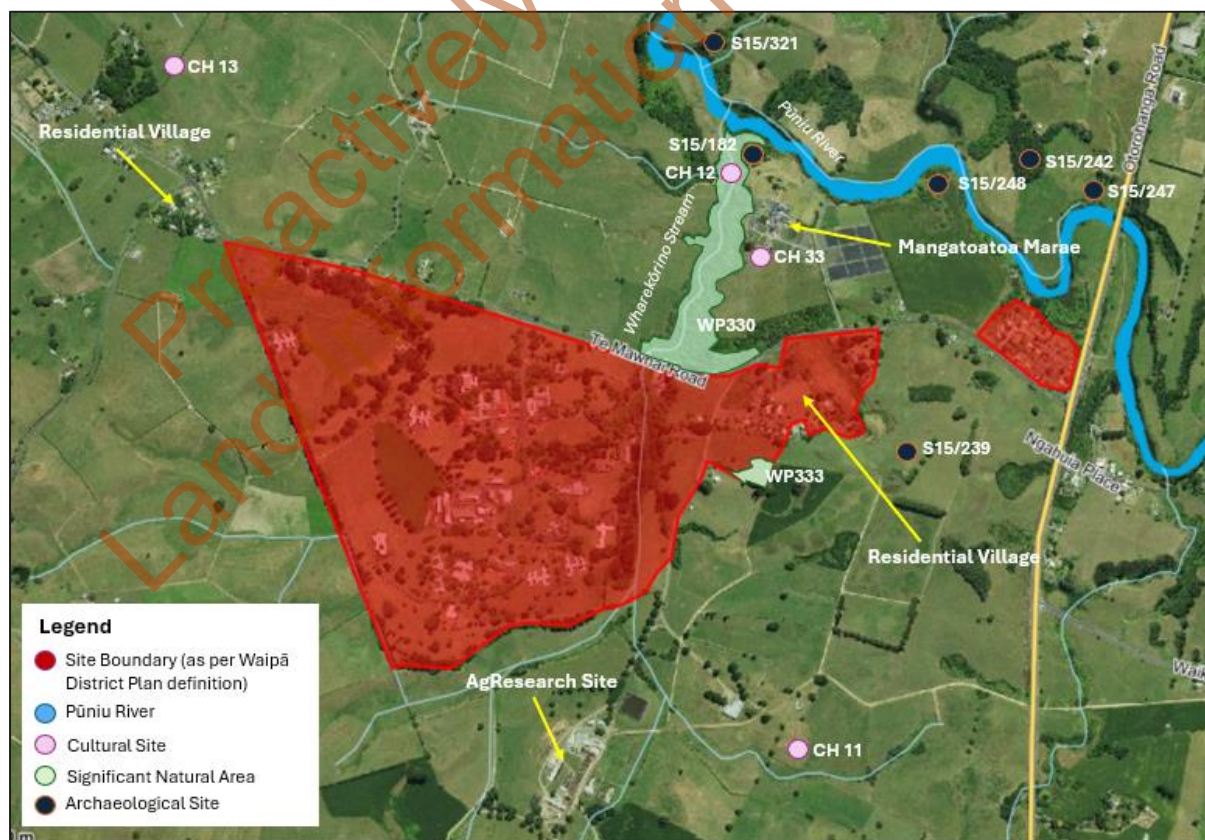 Proactively
Land Information
CH 13
S15/321
Residential Village
Pūniu River
Otorohanga Road
S15/182
CH 12
S15/242
S15/248
S15/247
Wharekōrino Stream
Mangatoatoa Marae
CH 33
WP330
Te Mawhai Road
S15/239
Ngahuia Place
WP333
Residential Village
Legend
Site Boundary (as per Waipā
District Plan definition)
Pūniu River
Cultural Site
Significant Natural Area
Archaeological Site
AgResearch Site
CH 11